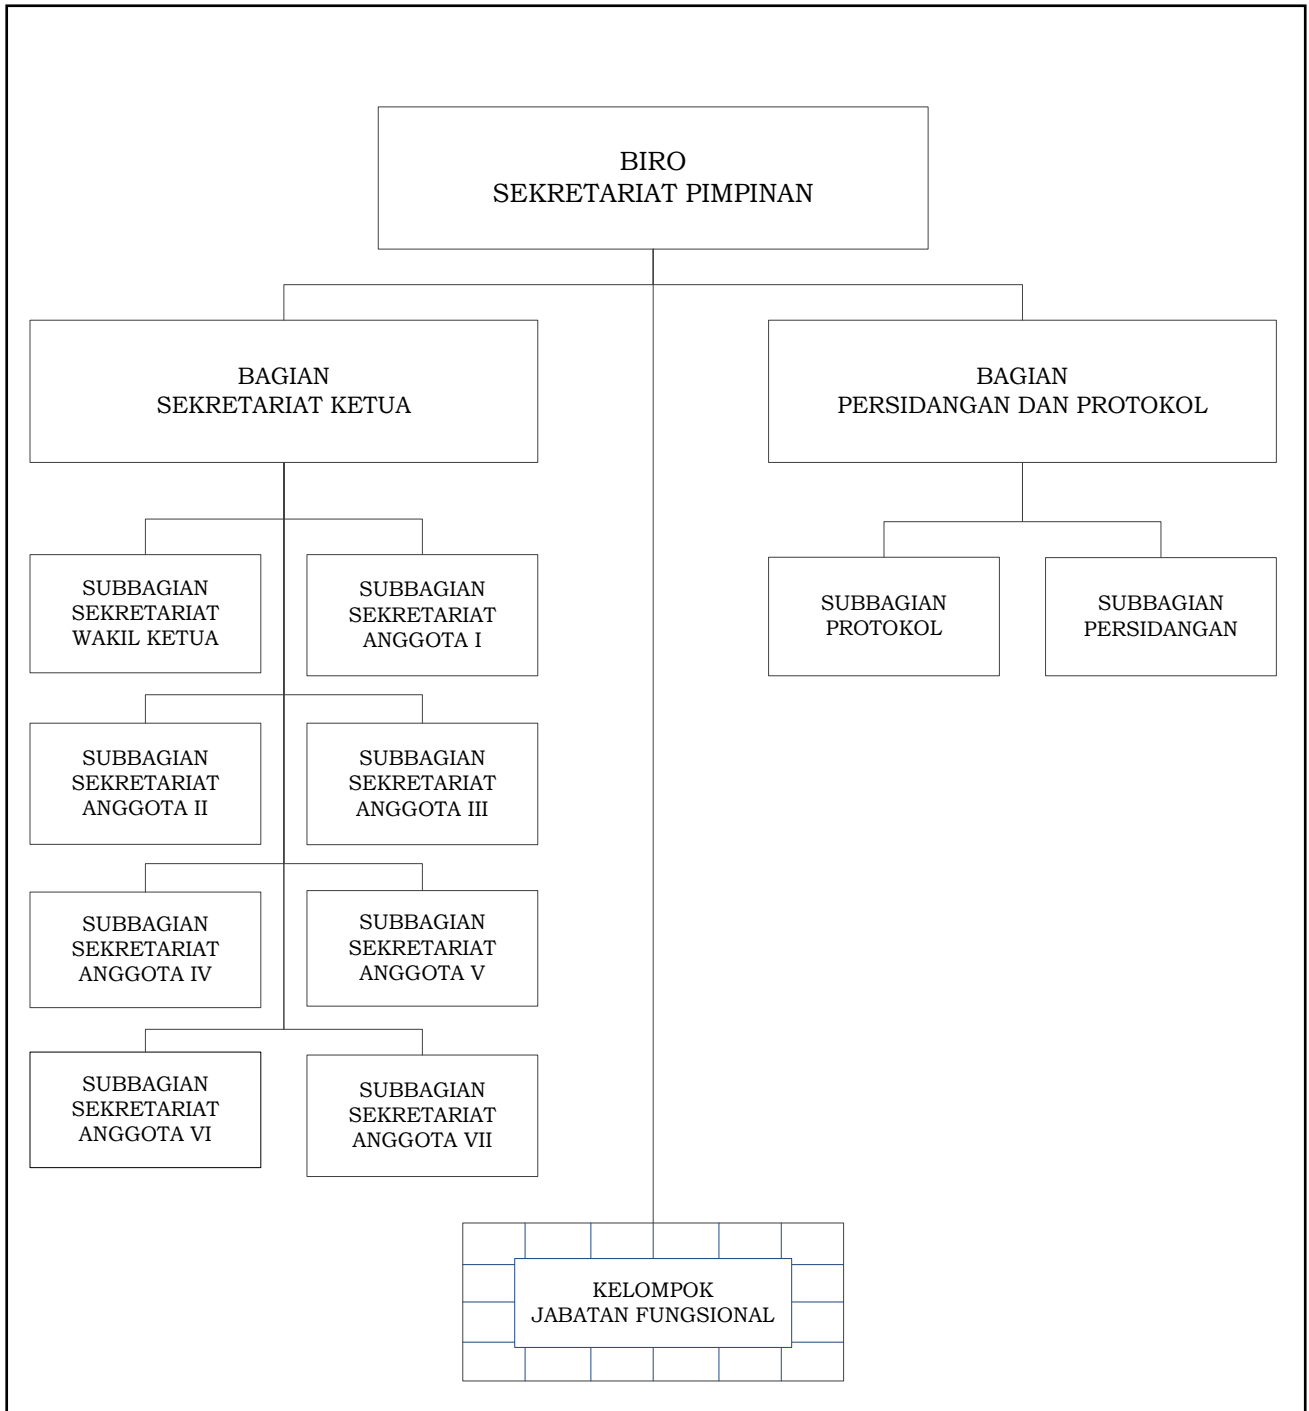 BIRO
SEKRETARIAT PIMPINAN
BAGIAN
SEKRETARIAT KETUA
BAGIAN
PERSIDANGAN DAN PROTOKOL
SUBBAGIAN
SEKRETARIAT
WAKIL KETUA
SUBBAGIAN
SEKRETARIAT
ANGGOTA I
SUBBAGIAN
PROTOKOL
SUBBAGIAN
PERSIDANGAN
SUBBAGIAN
SEKRETARIAT
ANGGOTA II
SUBBAGIAN
SEKRETARIAT
ANGGOTA III
SUBBAGIAN
SEKRETARIAT
ANGGOTA IV
SUBBAGIAN
SEKRETARIAT
ANGGOTA V
SUBBAGIAN
SEKRETARIAT
ANGGOTA VI
SUBBAGIAN
SEKRETARIAT
ANGGOTA VII
KELOMPOK
JABATAN FUNGSIONAL